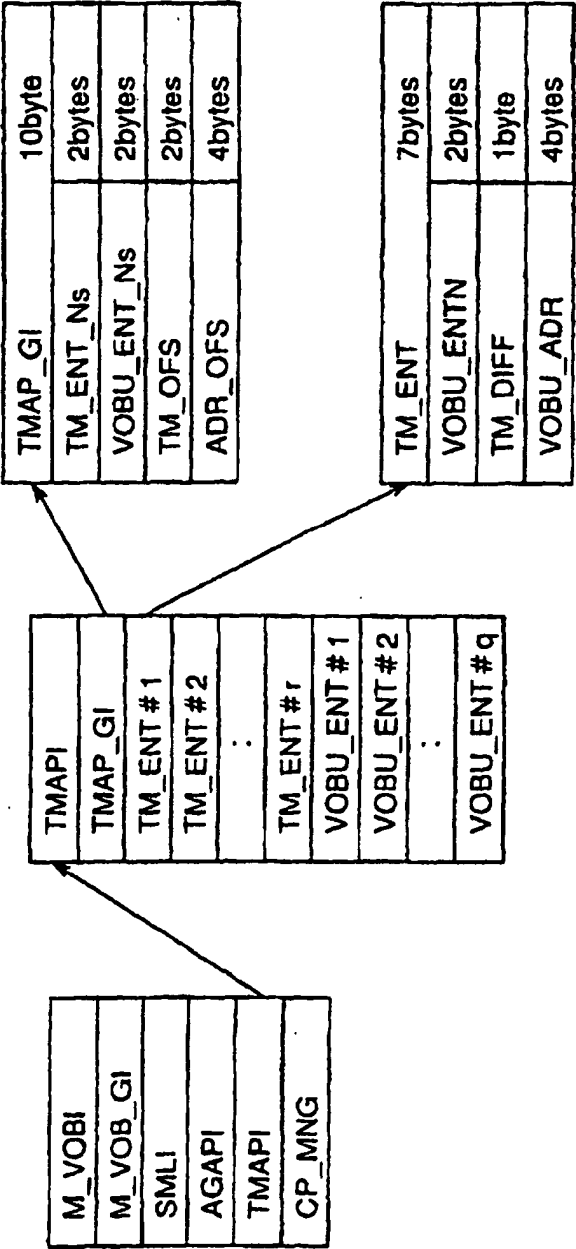 M_VOBI
M_VOB_GI
SMLI
AGAPI
TMAPI
CP_MNG
TMAPI
TMAP_GI
TM_ENT#1
TM_ENT#2
:
TM_ENT#r
VOBU_ENT#1
VOBU_ENT#2
:
VOBU_ENT#q
TMAP_GI 10byte
TM_ENT_Ns 2bytes
VOBU_ENT_Ns 2bytes
TM_OFS 2bytes
ADR_OFS 4bytes
TM_ENT 7bytes
VOBU_ENTN 2bytes
TM_DIFF 1byte
VOBU_ADR 4bytes